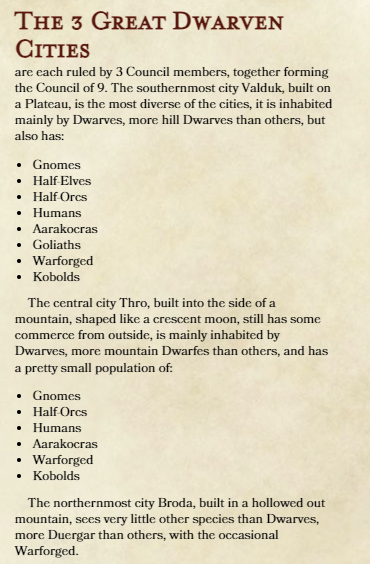 The 3 Great Dwarven
Cities
are each ruled by 3 Council members, together forming
the Council of 9. The southernmost city Valduk, built on
a Plateau, is the most diverse of the cities, it is inhabited
mainly by Dwarves, more hill Dwarves than others, but
also has:
• Gnomes
• Half-Elves
• Half-Orcs
• Humans
• Aarakocras
• Goliaths
• Warforged
• Kobolds
The central city Thro, built into the side of a
mountain, shaped like a crescent moon, still has some
commerce from outside, is mainly inhabited by
Dwarves, more mountain Dwarfes than others, and has
a pretty small population of:
• Gnomes
• Half-Orcs
• Humans
• Aarakocras
• Warforged
• Kobolds
The northernmost city Broda, built in a hollowed out
mountain, sees very little other species than Dwarves,
more Duergar than others, with the occasional
Warforged.